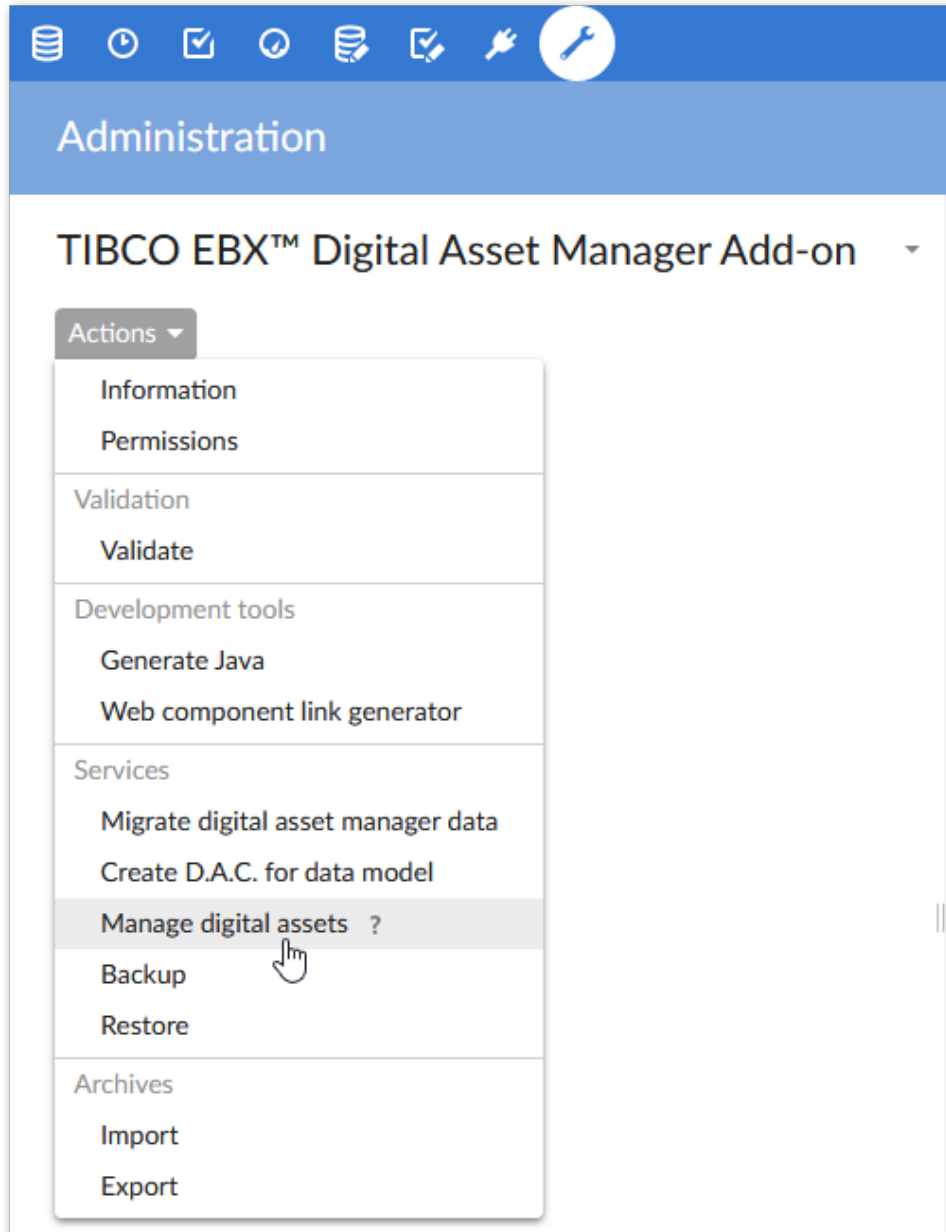 Administration
TIBCO EBX™ Digital Asset Manager Add-on
Actions
Information
Permissions
Validation
Validate
Development tools
Generate Java
Web component link generator
Services
Migrate digital asset manager data
Create D.A.C. for data model
Manage digital assets ?
Backup
Restore
Archives
Import
Export